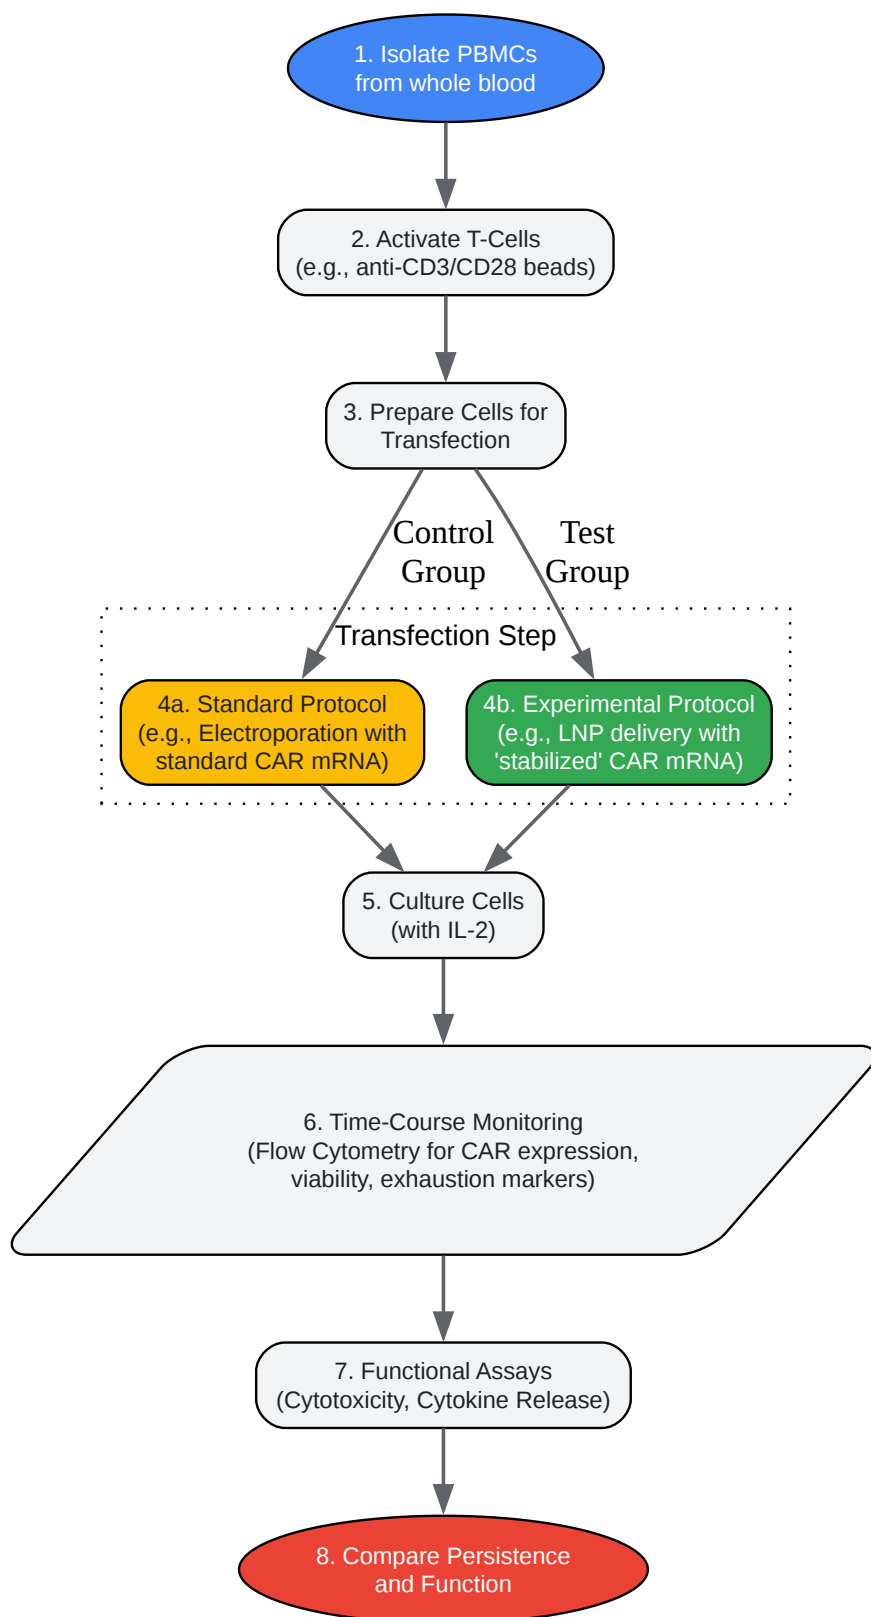 1. Isolate PBMCs
from whole blood
2. Activate T-Cells
(e.g., anti-CD3/CD28 beads)
3. Prepare Cells for
Transfection
Control
Group
Test
Group
Transfection Step
4a. Standard Protocol
(e.g., Electroporation with
standard CAR mRNA)
4b. Experimental Protocol
(e.g., LNP delivery with
'stabilized' CAR mRNA)
5. Culture Cells
(with IL-2)
6. Time-Course Monitoring
(Flow Cytometry for CAR expression,
viability, exhaustion markers)
7. Functional Assays
(Cytotoxicity, Cytokine Release)
8. Compare Persistence
and Function